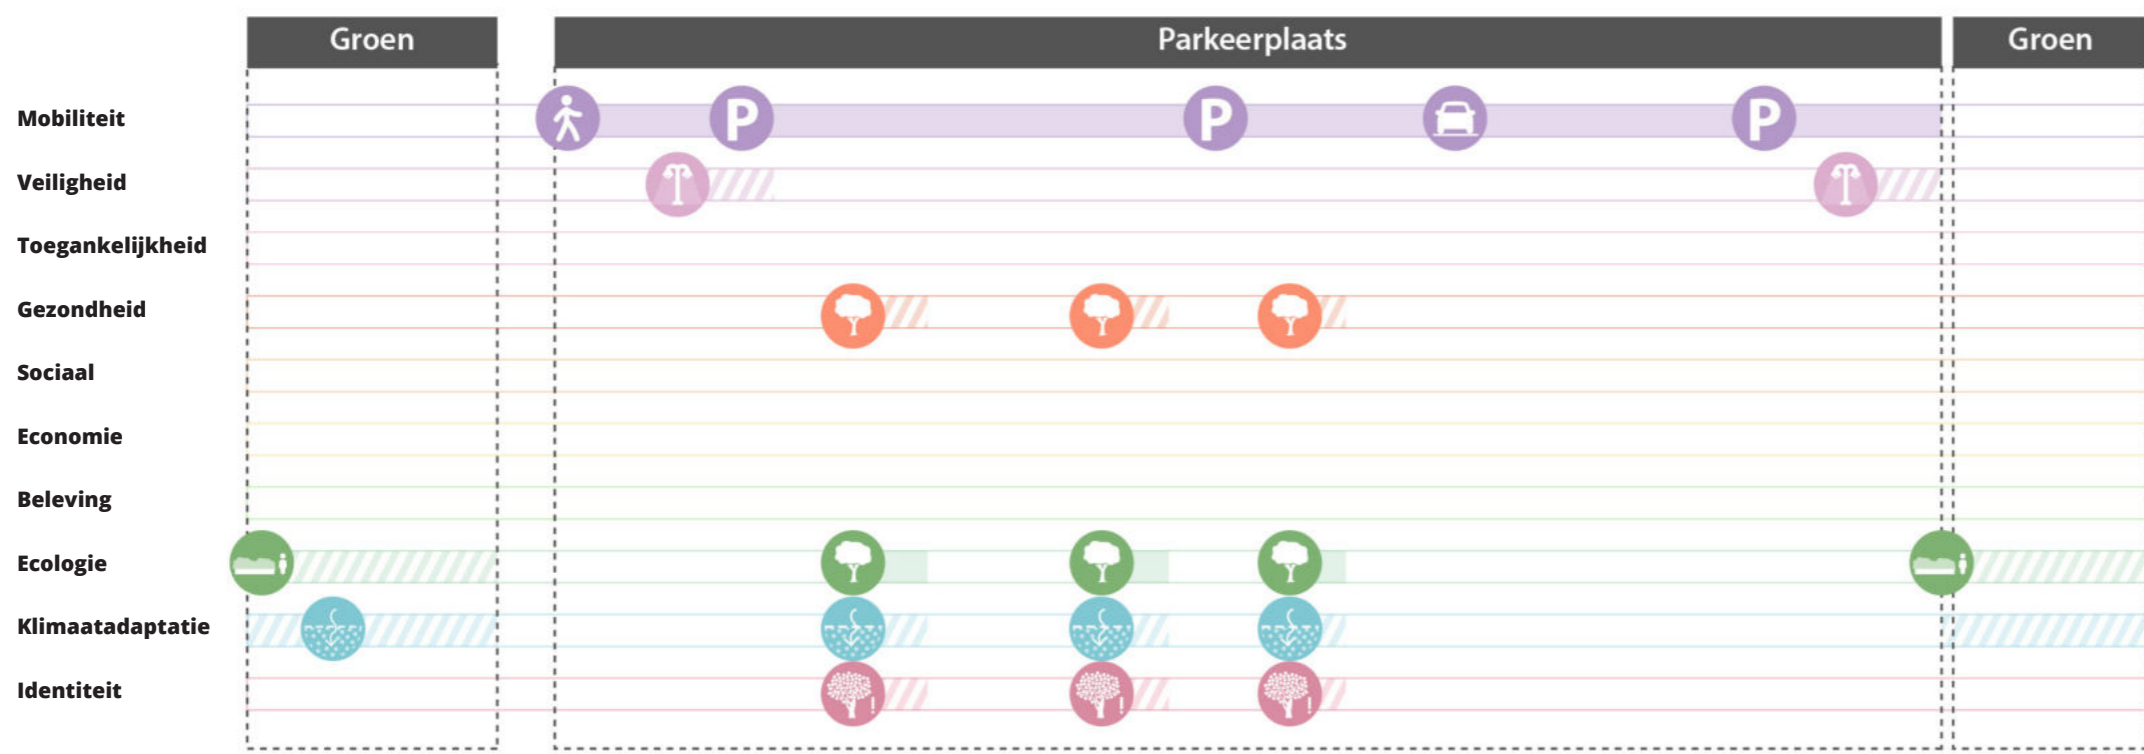 Groen
Parkeerplaats
Groen
Mobiliteit
P
P
P
Veiligheid
Toegankelijkheid
Gezondheid
Sociaal
Economie
Beleving
Ecologie
Klimaatadaptatie
Identiteit
! ! !